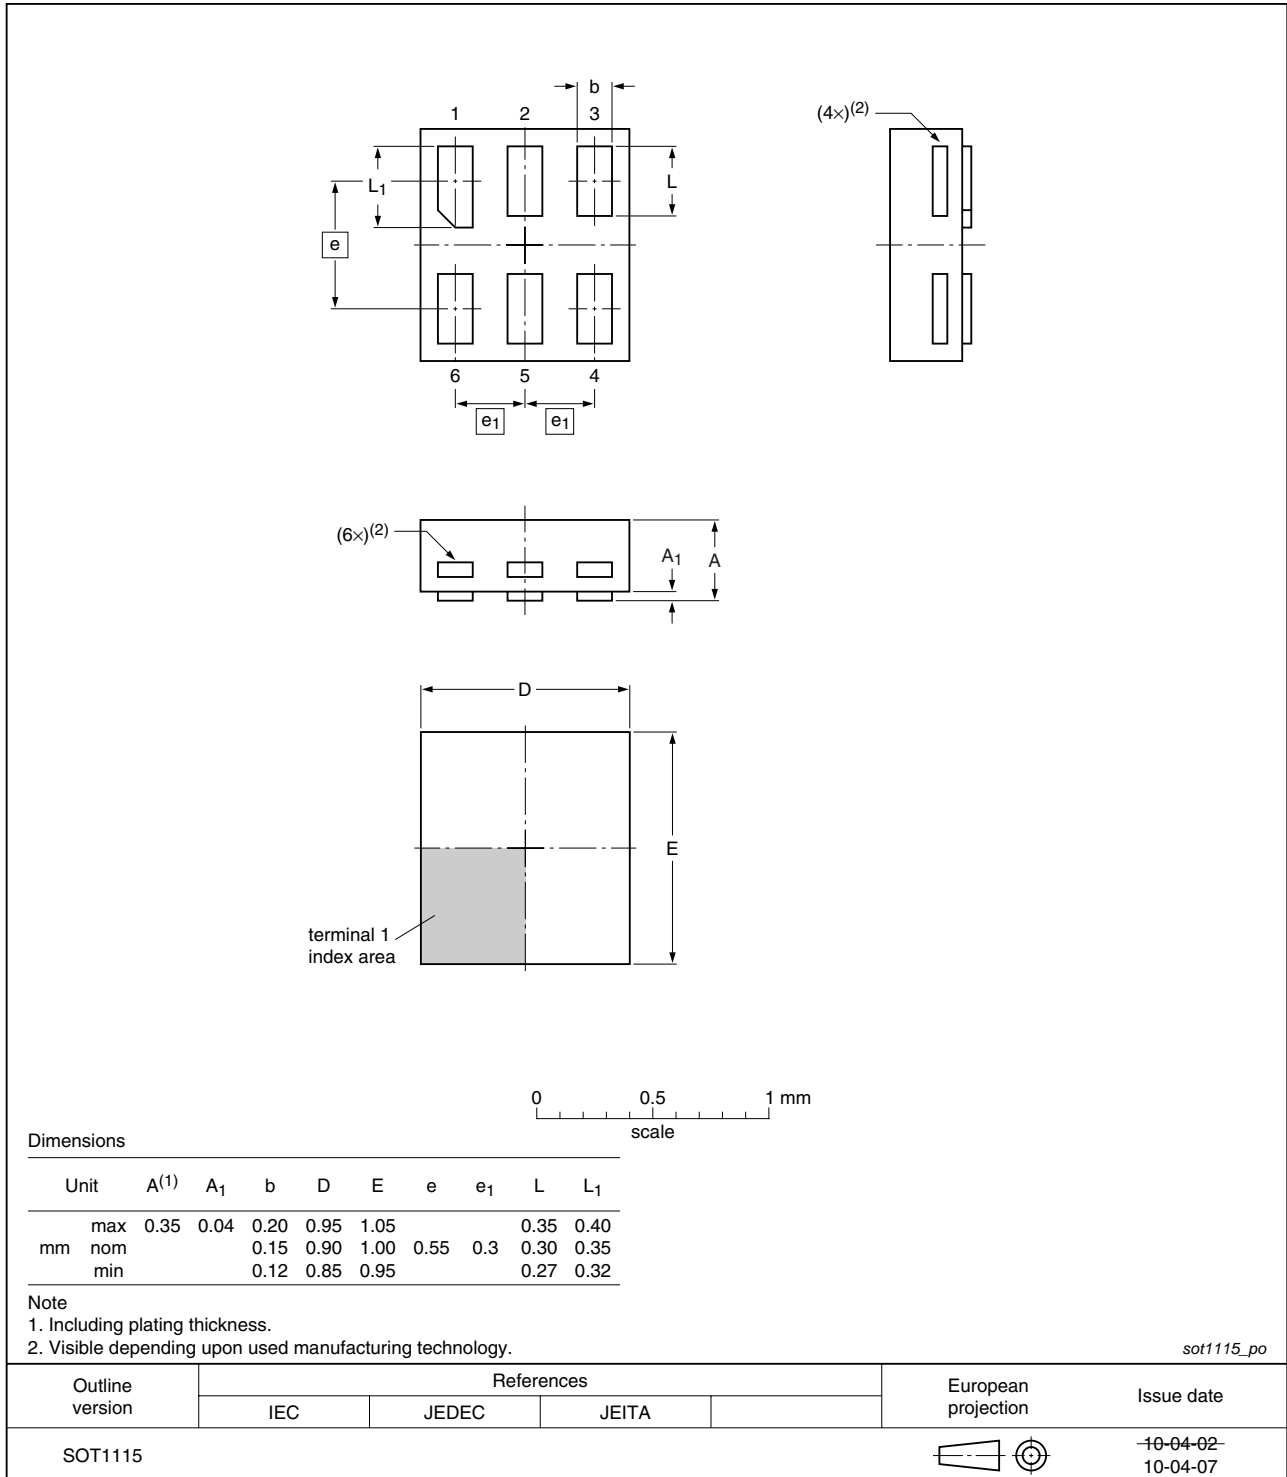 b
1 2 3
(4×)(2)
L1
L
e
6 5 4
e1 e1
(6×)(2)
A1
A
D
E
terminal 1
index area
0 0.5 1 mm
scale
Dimensions
Unit A(1) A1 b D E e e1 L L1
max 0.35 0.04 0.20 0.95 1.05 0.35 0.40
mm nom 0.15 0.90 1.00 0.55 0.3 0.30 0.35
min 0.12 0.85 0.95 0.27 0.32
Note
1. Including plating thickness.
2. Visible depending upon used manufacturing technology.
sot1115_po
Outline
version
References
IEC JEDEC JEITA
European
projection
Issue date
SOT1115
10-04-02
10-04-07